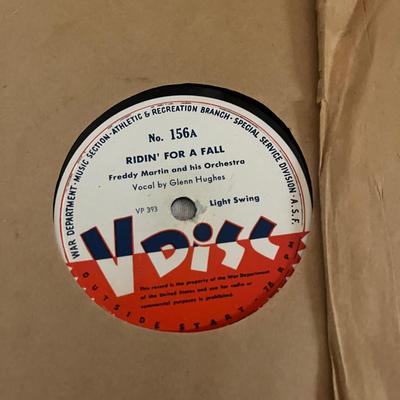 WAR DEPARTMENT - MUSIC SECTION - ATHLETIC & RECREATION BRANCH - SPECIAL SERVICE DIVISION - A.S.F.
No. 156A
RIDIN' FOR A FALL
Freddy Martin and his Orchestra
Vocal by Glenn Hughes
VP 393
Light Swing
V DISC
This record is the property of the War Department
of the United States and use for radio or
commercial purposes is prohibited.
OUTSIDE START - 78 RPM